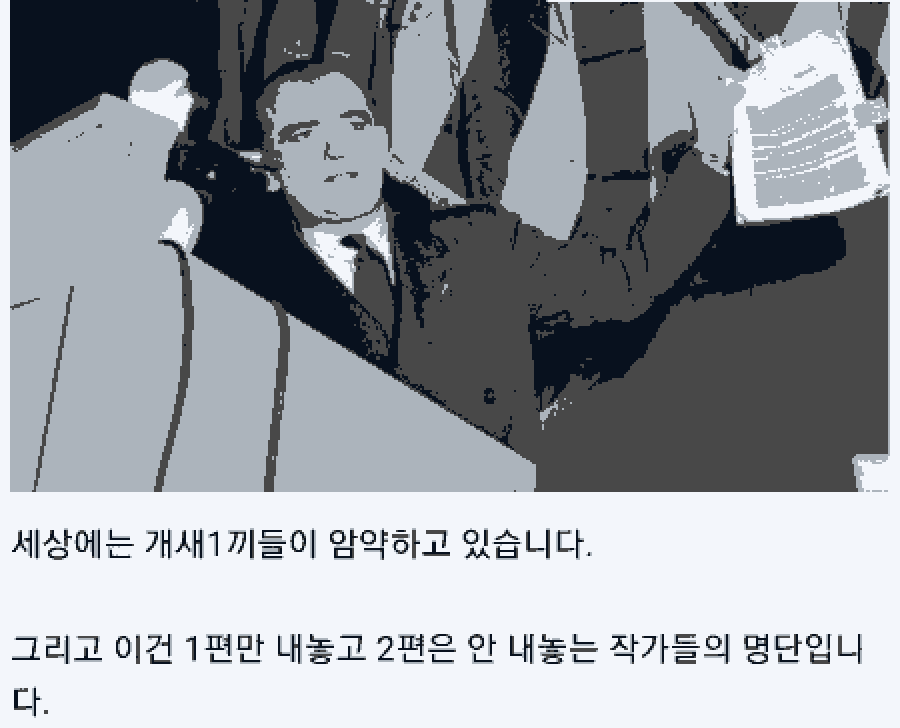 세상에는 개새1끼들이 암약하고 있습니다.
그리고 이건 1편만 내놓고 2편은 안 내놓는 작가들의 명단입니
다.